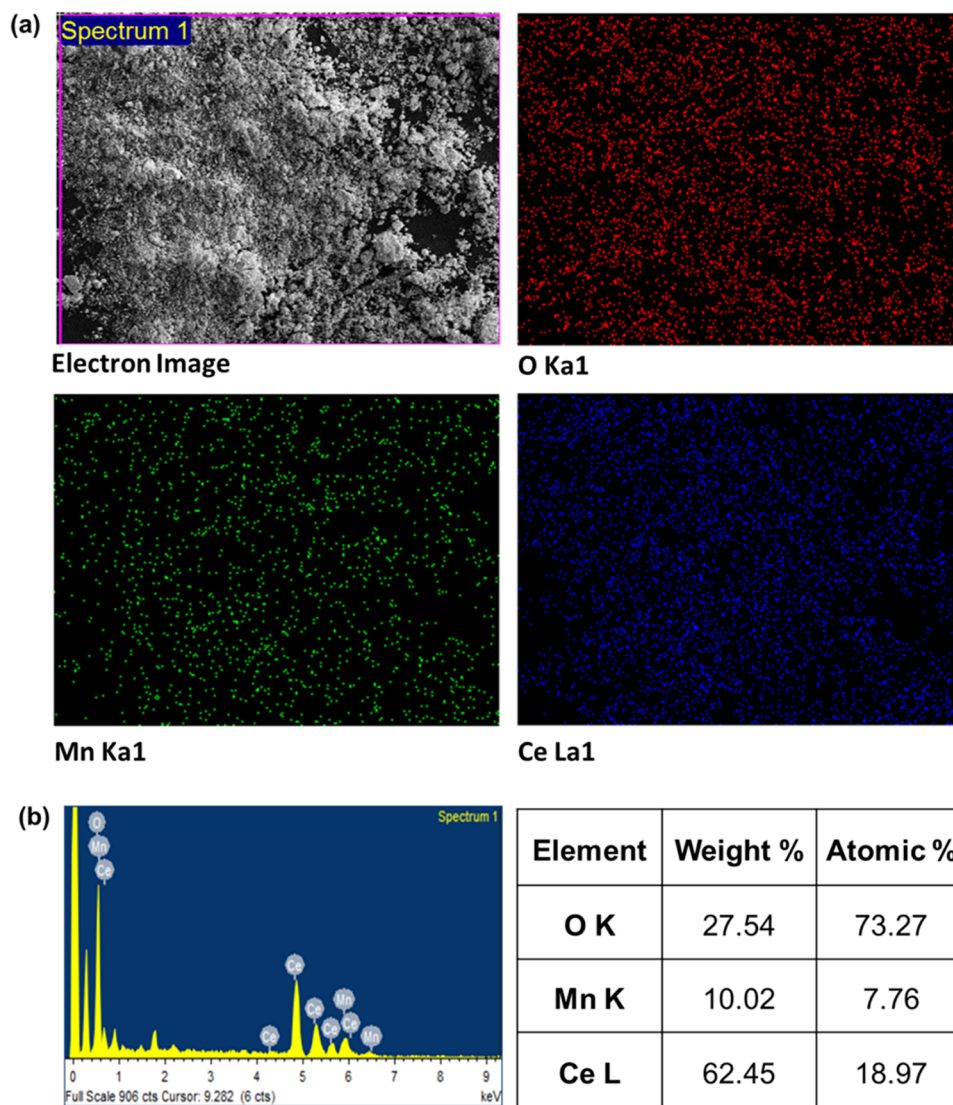 (a)
Spectrum 1
Electron Image
O Ka1
Mn Ka1
Ce La1
(b)
Spectrum 1
O
Mn
Ce
Ce
Ce
Ce
Ce
Mn
Ce
Mn
0 1 2 3 4 5 6 7 8 9
Full Scale 906 cts Cursor: 9.282 (6 cts)
keV
Element Weight % Atomic %
O K 27.54 73.27
Mn K 10.02 7.76
Ce L 62.45 18.97